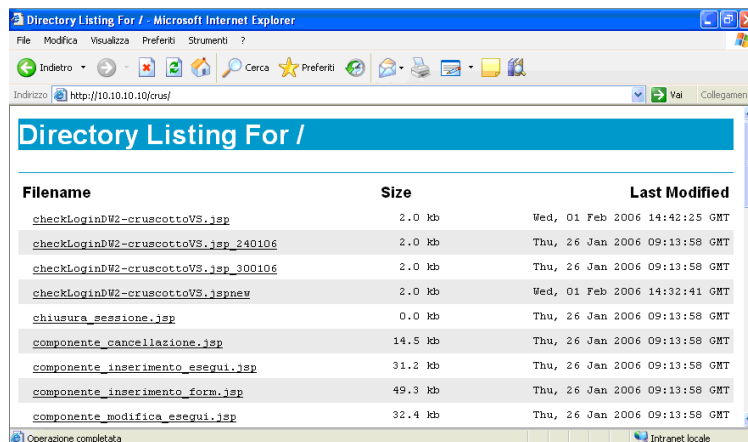 Directory Listing For / - Microsoft Internet Explorer
File Modifica Visualizza Preferiti Strumenti ?
Indietro Cerca Preferiti
Indirizzo http://10.10.10.10/crus/ Vai Collegamen
Directory Listing For /
Filename Size Last Modified
checkLoginDW2-cruscottoVS.jsp 2.0 kb Wed, 01 Feb 2006 14:42:25 GMT
checkLoginDW2-cruscottoVS.jsp_240106 2.0 kb Thu, 26 Jan 2006 09:13:58 GMT
checkLoginDW2-cruscottoVS.jsp_300106 2.0 kb Thu, 26 Jan 2006 09:13:58 GMT
checkLoginDW2-cruscottoVS.jspnew 2.0 kb Wed, 01 Feb 2006 14:32:41 GMT
chiusura_sessione.jsp 0.0 kb Thu, 26 Jan 2006 09:13:58 GMT
componente_cancellazione.jsp 14.5 kb Thu, 26 Jan 2006 09:13:58 GMT
componente_inserimento_esegui.jsp 31.2 kb Thu, 26 Jan 2006 09:13:58 GMT
componente_inserimento_form.jsp 49.3 kb Thu, 26 Jan 2006 09:13:58 GMT
componente_modifica_esegui.jsp 32.4 kb Thu, 26 Jan 2006 09:13:58 GMT
Operazione completata Intranet locale